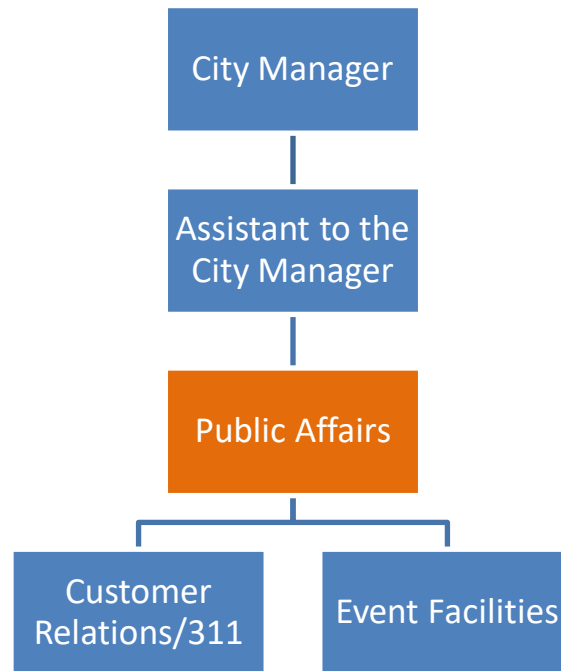 City Manager
Assistant to the
City Manager
Public Affairs
Customer
Relations/311
Event Facilities